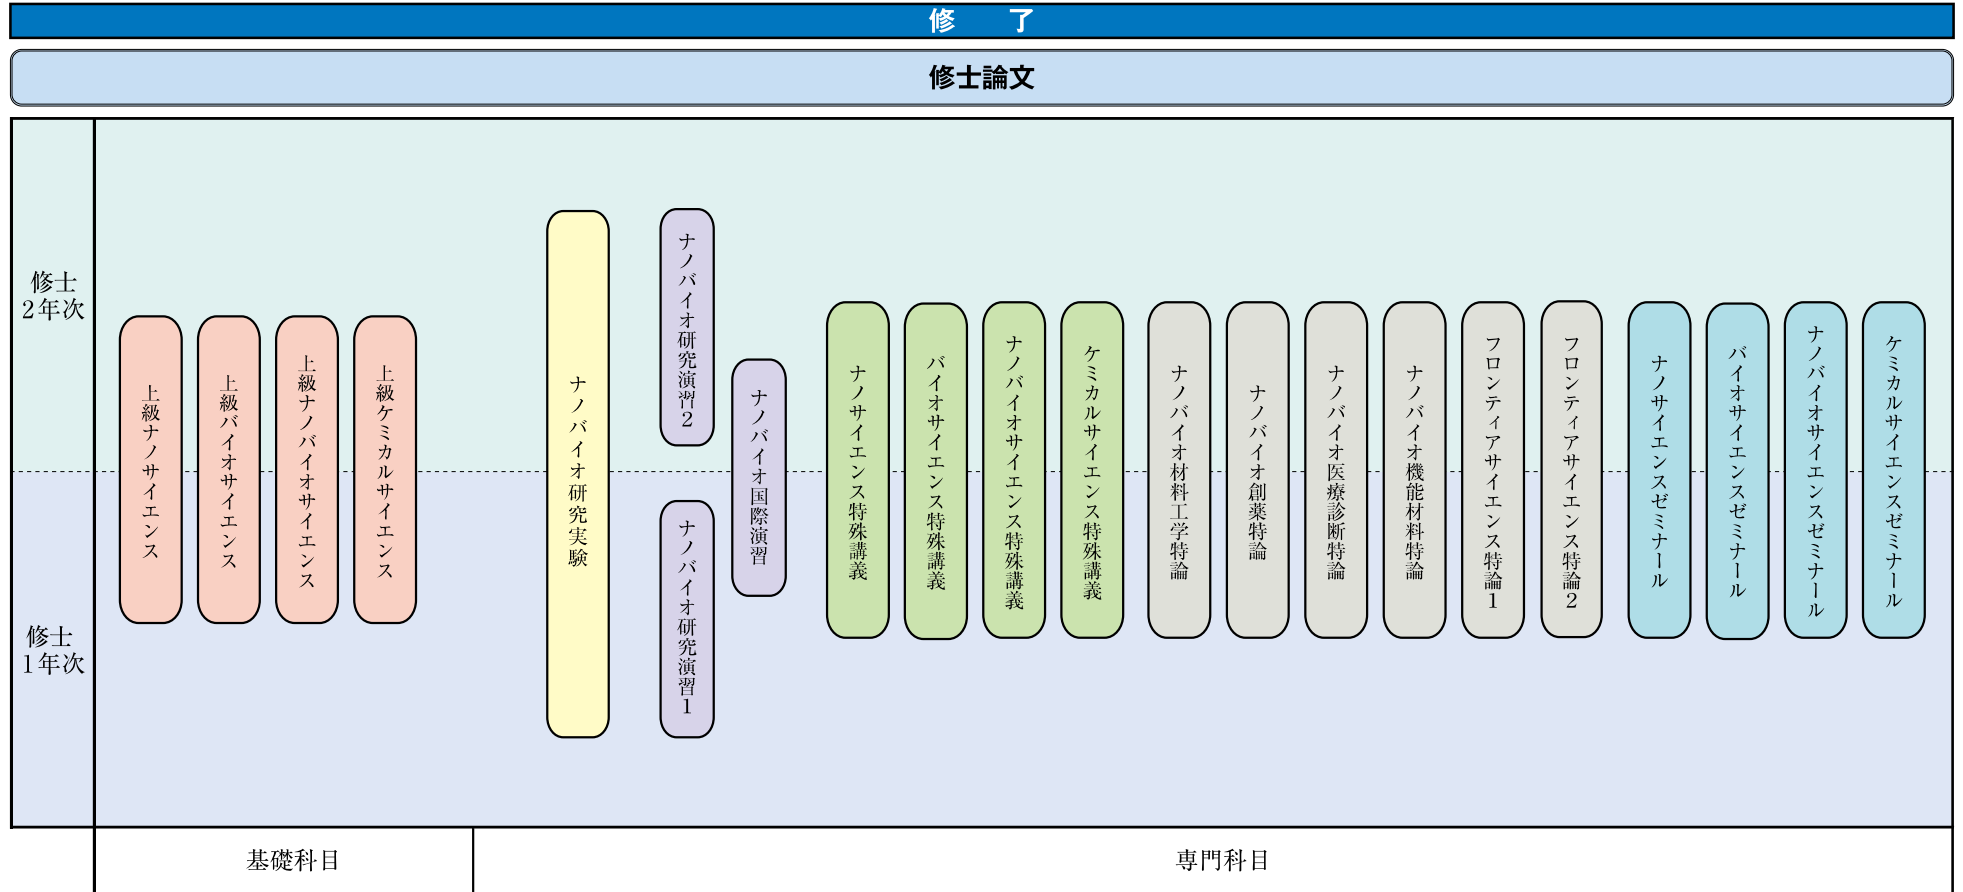 修　了
修士論文
修士
2年次
修士
1年次
上級ナノサイエンス
上級バイオサイエンス
上級ナノバイオサイエンス
上級ケミカルサイエンス
ナノバイオ研究実験
ナノバイオ研究演習2
ナノバイオ研究演習1
ナノバイオ国際演習
ナノサイエンス特殊講義
バイオサイエンス特殊講義
ナノバイオサイエンス特殊講義
ケミカルサイエンス特殊講義
ナノバイオ材料工学特論
ナノバイオ創薬特論
ナノバイオ医療診断特論
ナノバイオ機能材料特論
フロンティアサイエンス特論1
フロンティアサイエンス特論2
ナノサイエンスゼミナール
バイオサイエンスゼミナール
ナノバイオサイエンスゼミナール
ケミカルサイエンスゼミナール
基礎科目
専門科目